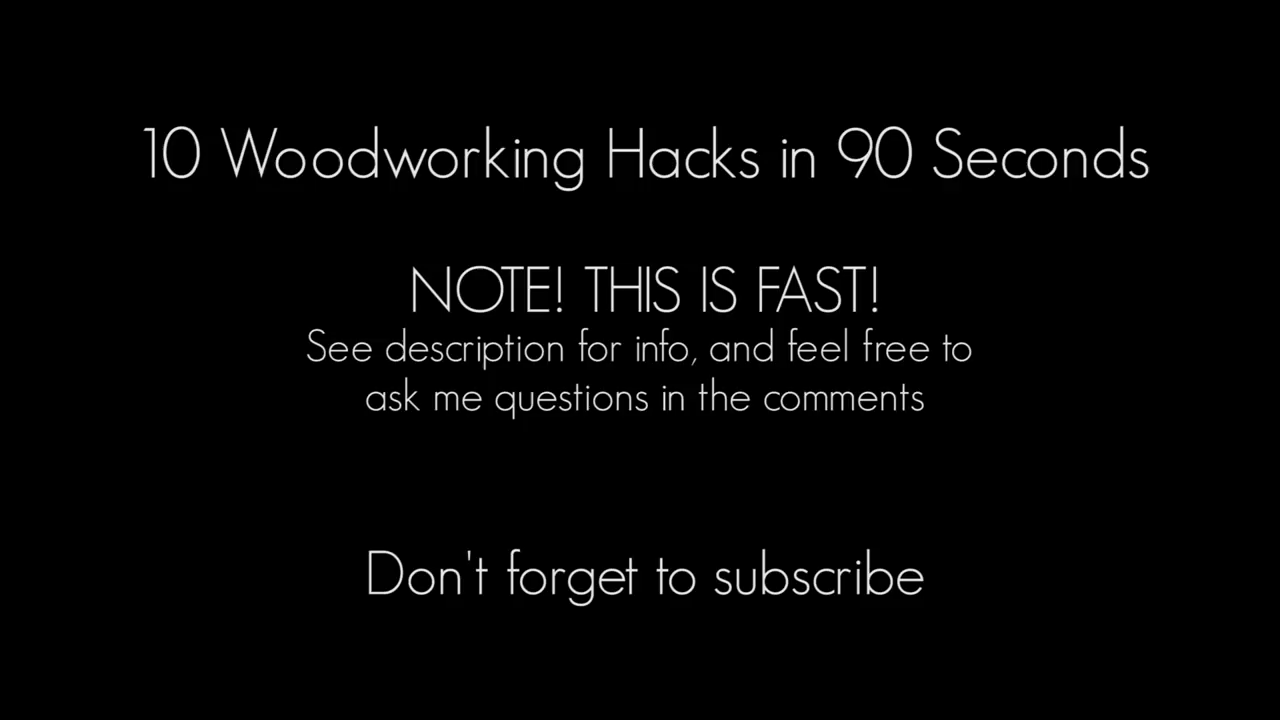 10 Woodworking Hacks in 90 Seconds
NOTE! THIS IS FAST!
See description for info, and feel free to
ask me questions in the comments
Don't forget to subscribe